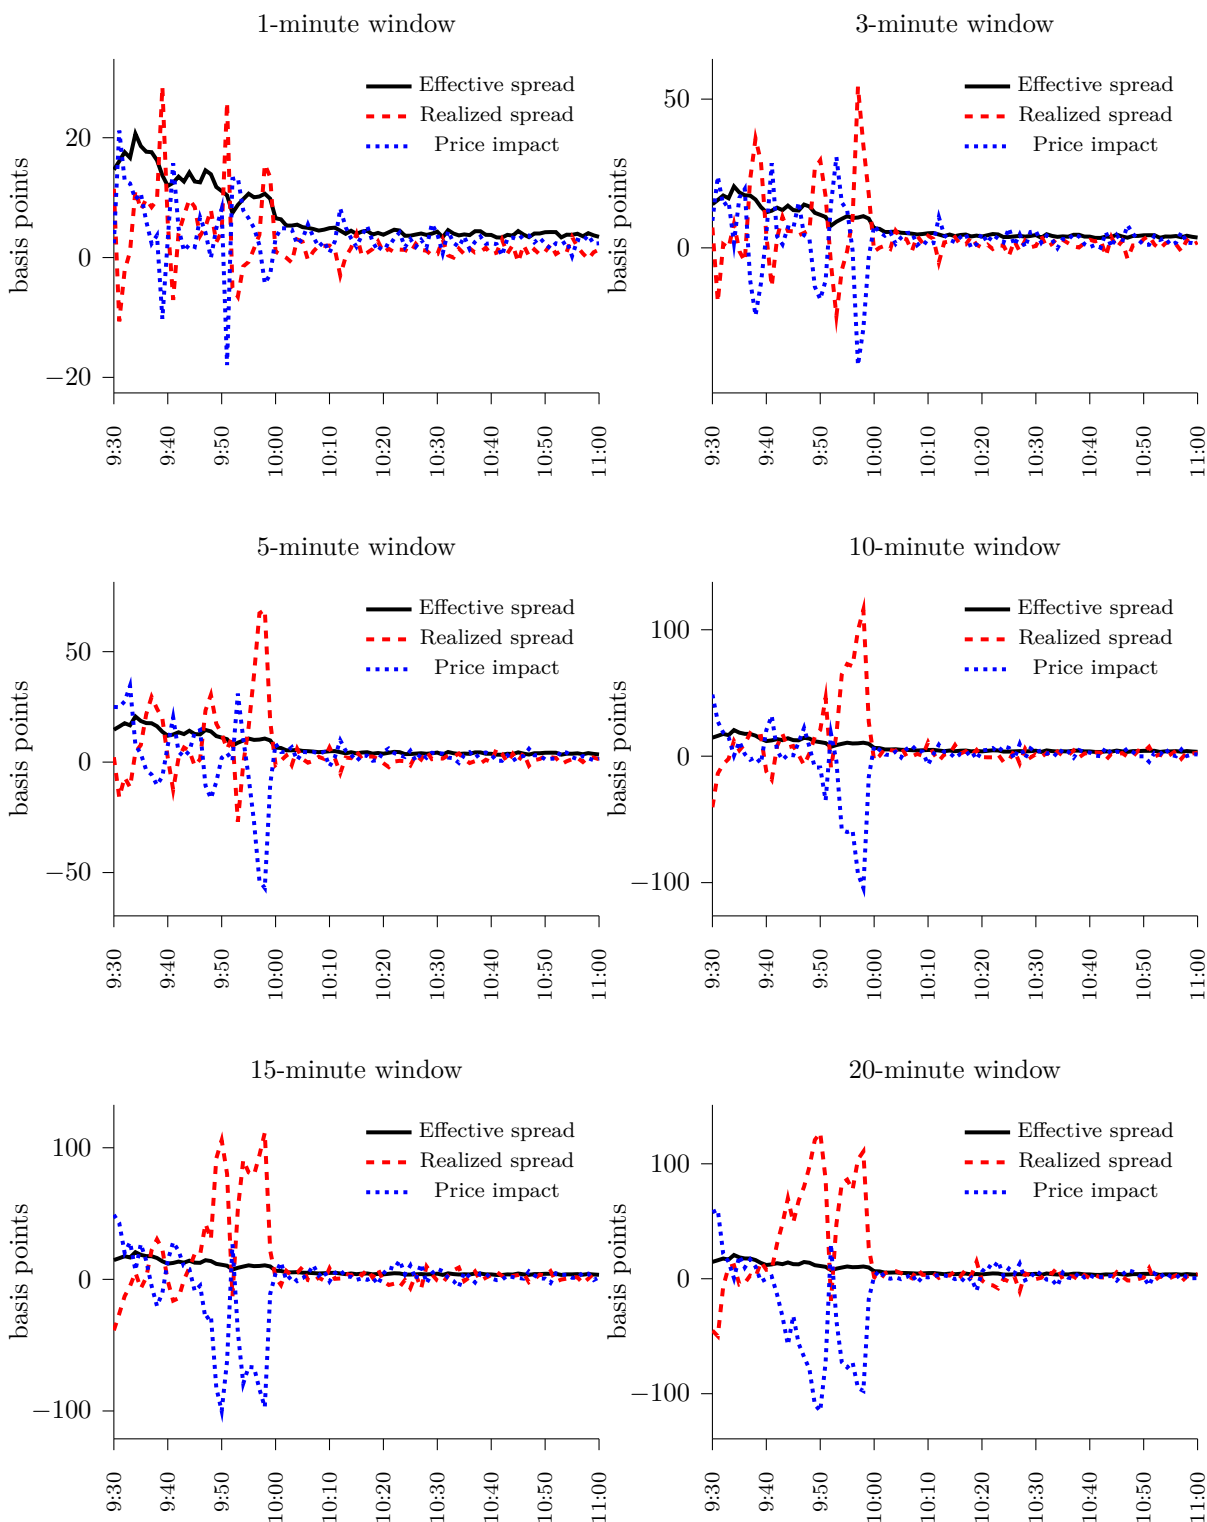 1-minute window
20
0
−20
basis points
Effective spread
Realized spread
Price impact
9:30
9:40
9:50
10:00
10:10
10:20
10:30
10:40
10:50
11:00
3-minute window
50
0
basis points
Effective spread
Realized spread
Price impact
9:30
9:40
9:50
10:00
10:10
10:20
10:30
10:40
10:50
11:00
5-minute window
50
0
−50
basis points
Effective spread
Realized spread
Price impact
9:30
9:40
9:50
10:00
10:10
10:20
10:30
10:40
10:50
11:00
10-minute window
100
0
−100
basis points
Effective spread
Realized spread
Price impact
9:30
9:40
9:50
10:00
10:10
10:20
10:30
10:40
10:50
11:00
15-minute window
100
0
−100
basis points
Effective spread
Realized spread
Price impact
9:30
9:40
9:50
10:00
10:10
10:20
10:30
10:40
10:50
11:00
20-minute window
100
0
−100
basis points
Effective spread
Realized spread
Price impact
9:30
9:40
9:50
10:00
10:10
10:20
10:30
10:40
10:50
11:00